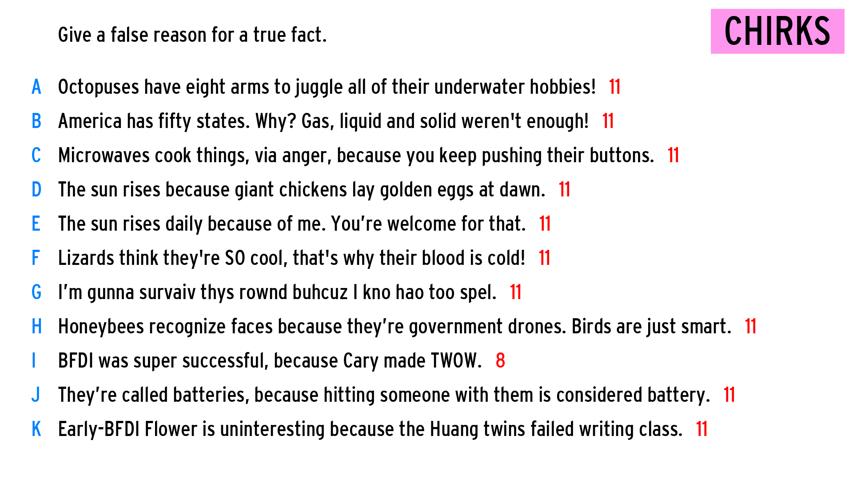 Give a false reason for a true fact.
CHIRKS
A Octopuses have eight arms to juggle all of their underwater hobbies! 11
B America has fifty states. Why? Gas, liquid and solid weren't enough! 11
C Microwaves cook things, via anger, because you keep pushing their buttons. 11
D The sun rises because giant chickens lay golden eggs at dawn. 11
E The sun rises daily because of me. You’re welcome for that. 11
F Lizards think they're SO cool, that's why their blood is cold! 11
G I’m gunna survaiv thys rownd buhcuz I kno hao too spel. 11
H Honeybees recognize faces because they’re government drones. Birds are just smart. 11
I BFDI was super successful, because Cary made TWOW. 8
J They’re called batteries, because hitting someone with them is considered battery. 11
K Early-BFDI Flower is uninteresting because the Huang twins failed writing class. 11